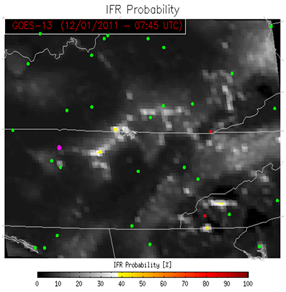 IFR Probability
GOES-13 (12/01/2011 - 07:45 UTC)
IFR Probability [%]
0 10 20 30 40 50 60 70 80 90 100